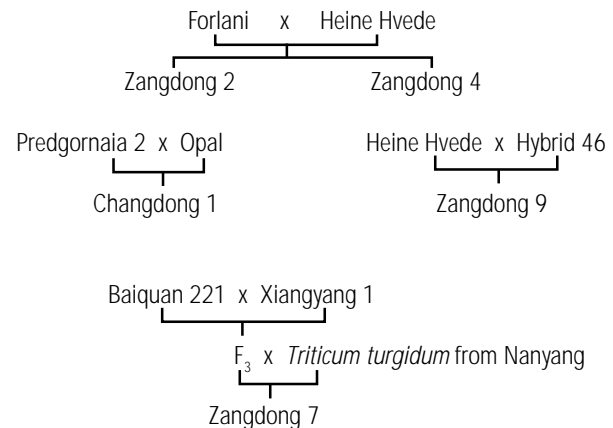 Forlani x Heine Hvede
Zangdong 2 Zangdong 4
Predgornaia 2 x Opal Heine Hvede x Hybrid 46
Changdong 1 Zangdong 9
Baiquan 221 x Xiangyang 1
F₃ x Triticum turgidum from Nanyang
Zangdong 7